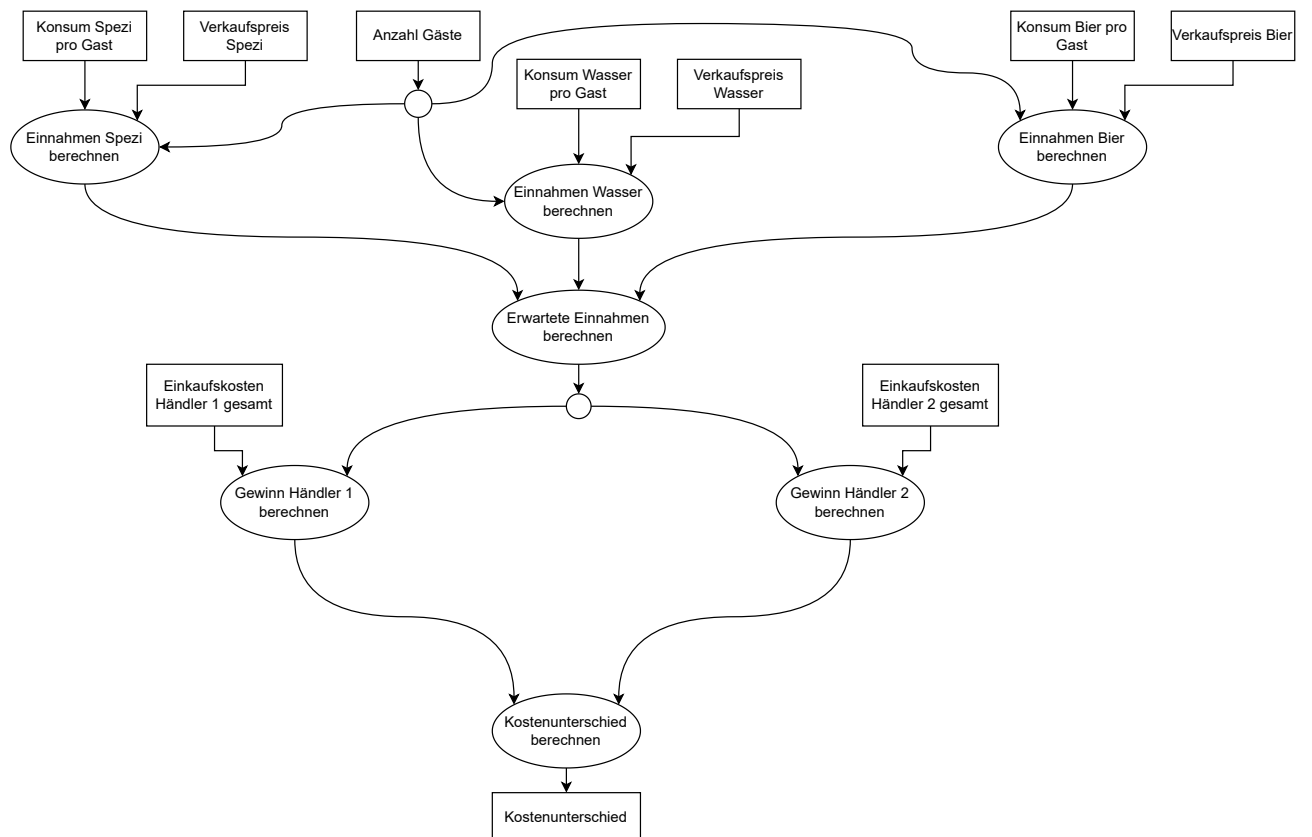 Konsum Spezi
pro Gast
Verkaufspreis
Spezi
Anzahl Gäste
Konsum Wasser
pro Gast
Verkaufspreis
Wasser
Konsum Bier pro
Gast
Verkaufspreis Bier
Einnahmen Spezi
berechnen
Einnahmen Wasser
berechnen
Einnahmen Bier
berechnen
Erwartete Einnahmen
berechnen
Einkaufskosten
Händler 1 gesamt
Einkaufskosten
Händler 2 gesamt
Gewinn Händler 1
berechnen
Gewinn Händler 2
berechnen
Kostenunterschied
berechnen
Kostenunterschied